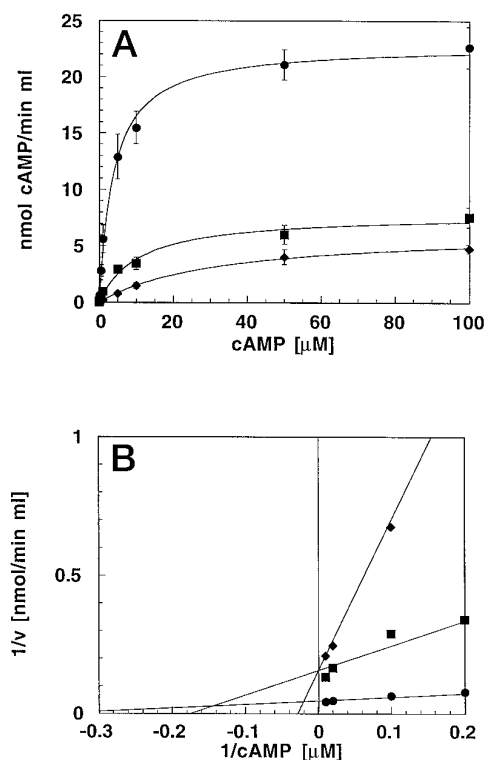 A
nmol cAMP/min ml
25
20
15
10
5
0
0 20 40 60 80 100
cAMP [µM]
B
1/v [nmol/min ml]
1
0.5
0
-0.3 -0.2 -0.1 0 0.1 0.2
1/cAMP [µM]